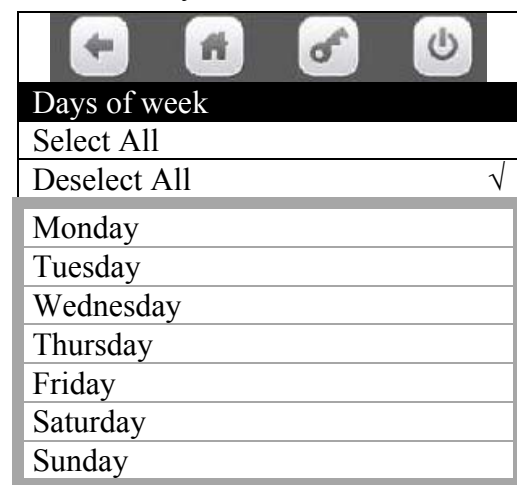 Days of week
Select All
Deselect All √
Monday
Tuesday
Wednesday
Thursday
Friday
Saturday
Sunday